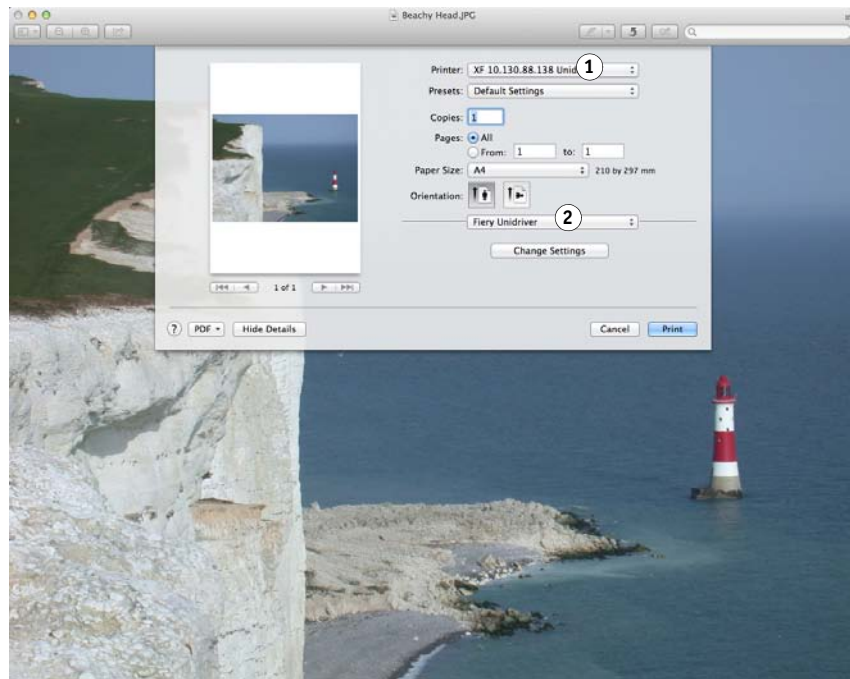 Beachy Head.JPG
Printer: XF 10.130.88.138 Unid 1
Presets: Default Settings
Copies: 1
Pages: All
From: 1 to: 1
Paper Size: A4 210 by 297 mm
Orientation:
Fiery Unidriver 2
Change Settings
1 of 1
? PDF Hide Details Cancel Print